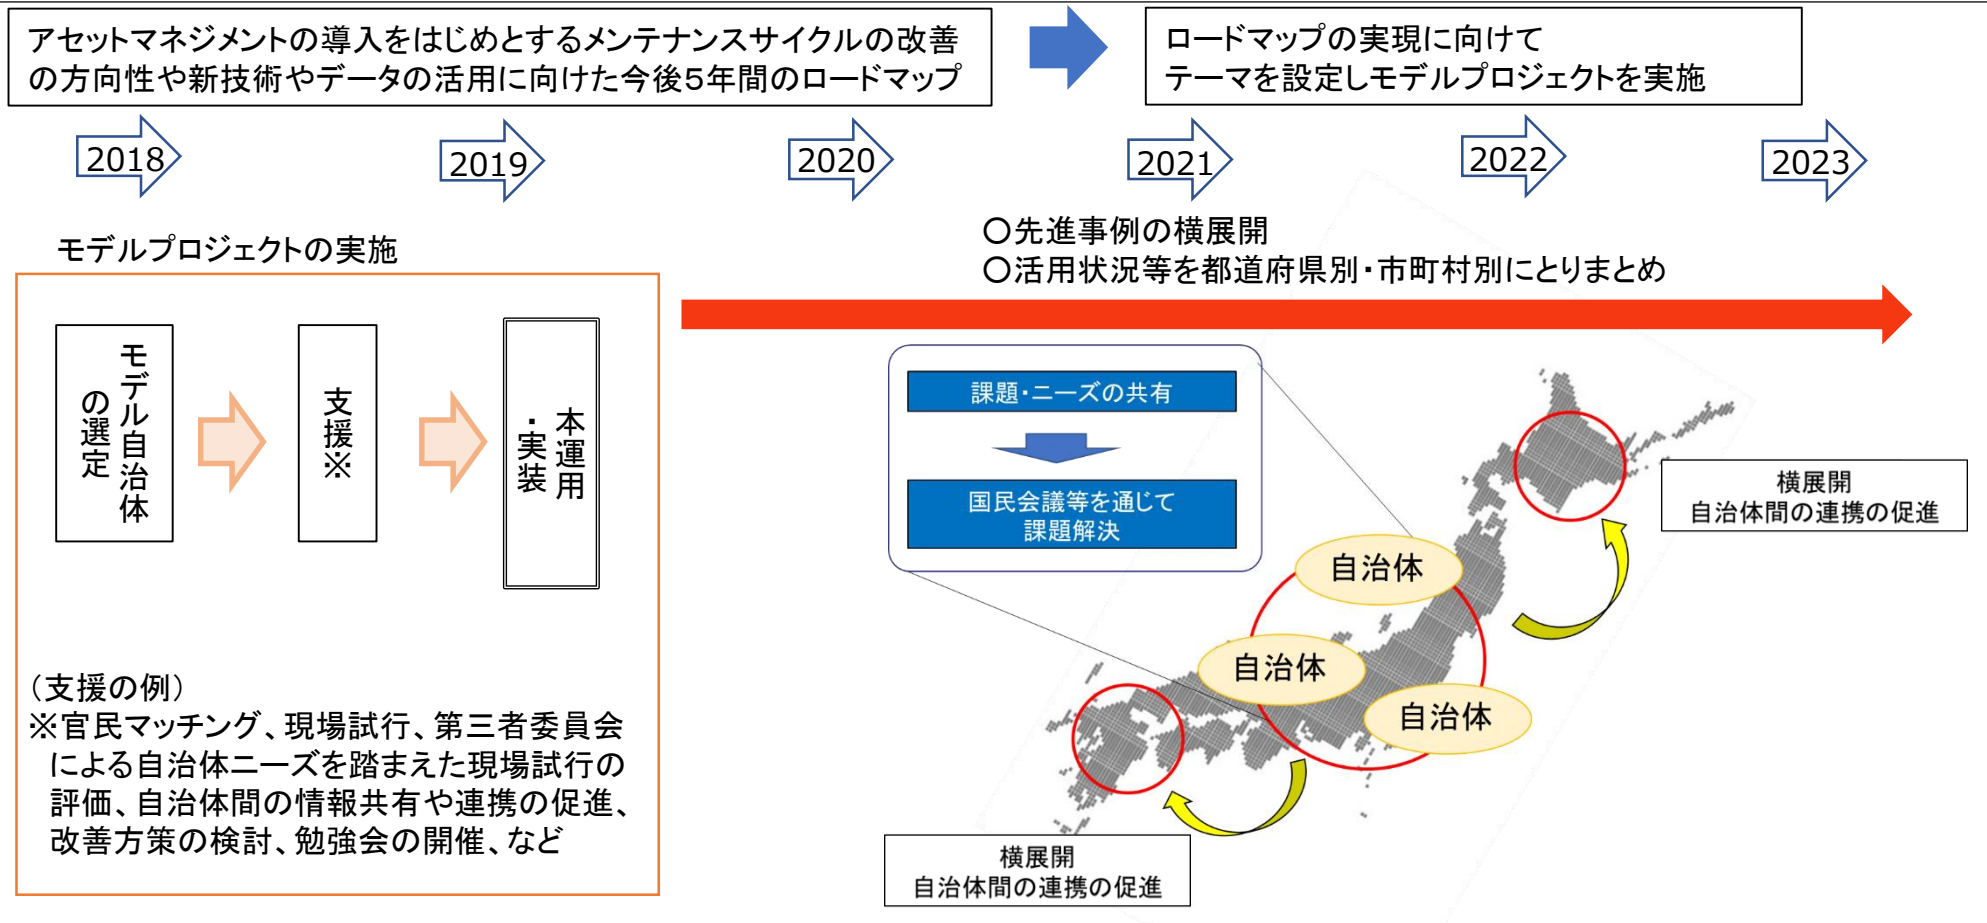 アセットマネジメントの導入をはじめとするメンテナンスサイクルの改善
の方向性や新技術やデータの活用に向けた今後5年間のロードマップ
ロードマップの実現に向けて
テーマを設定しモデルプロジェクトを実施
2018
2019
2020
2021
2022
2023
モデルプロジェクトの実施
モデル自治体
の選定
支援※
本運用
・実装
(支援の例)
※官民マッチング、現場試行、第三者委員会
による自治体ニーズを踏まえた現場試行の
評価、自治体間の情報共有や連携の促進、
改善方策の検討、勉強会の開催、など
〇先進事例の横展開
〇活用状況等を都道府県別・市町村別にとりまとめ
課題・ニーズの共有
国民会議等を通じて
課題解決
自治体
自治体
自治体
横展開
自治体間の連携の促進
横展開
自治体間の連携の促進